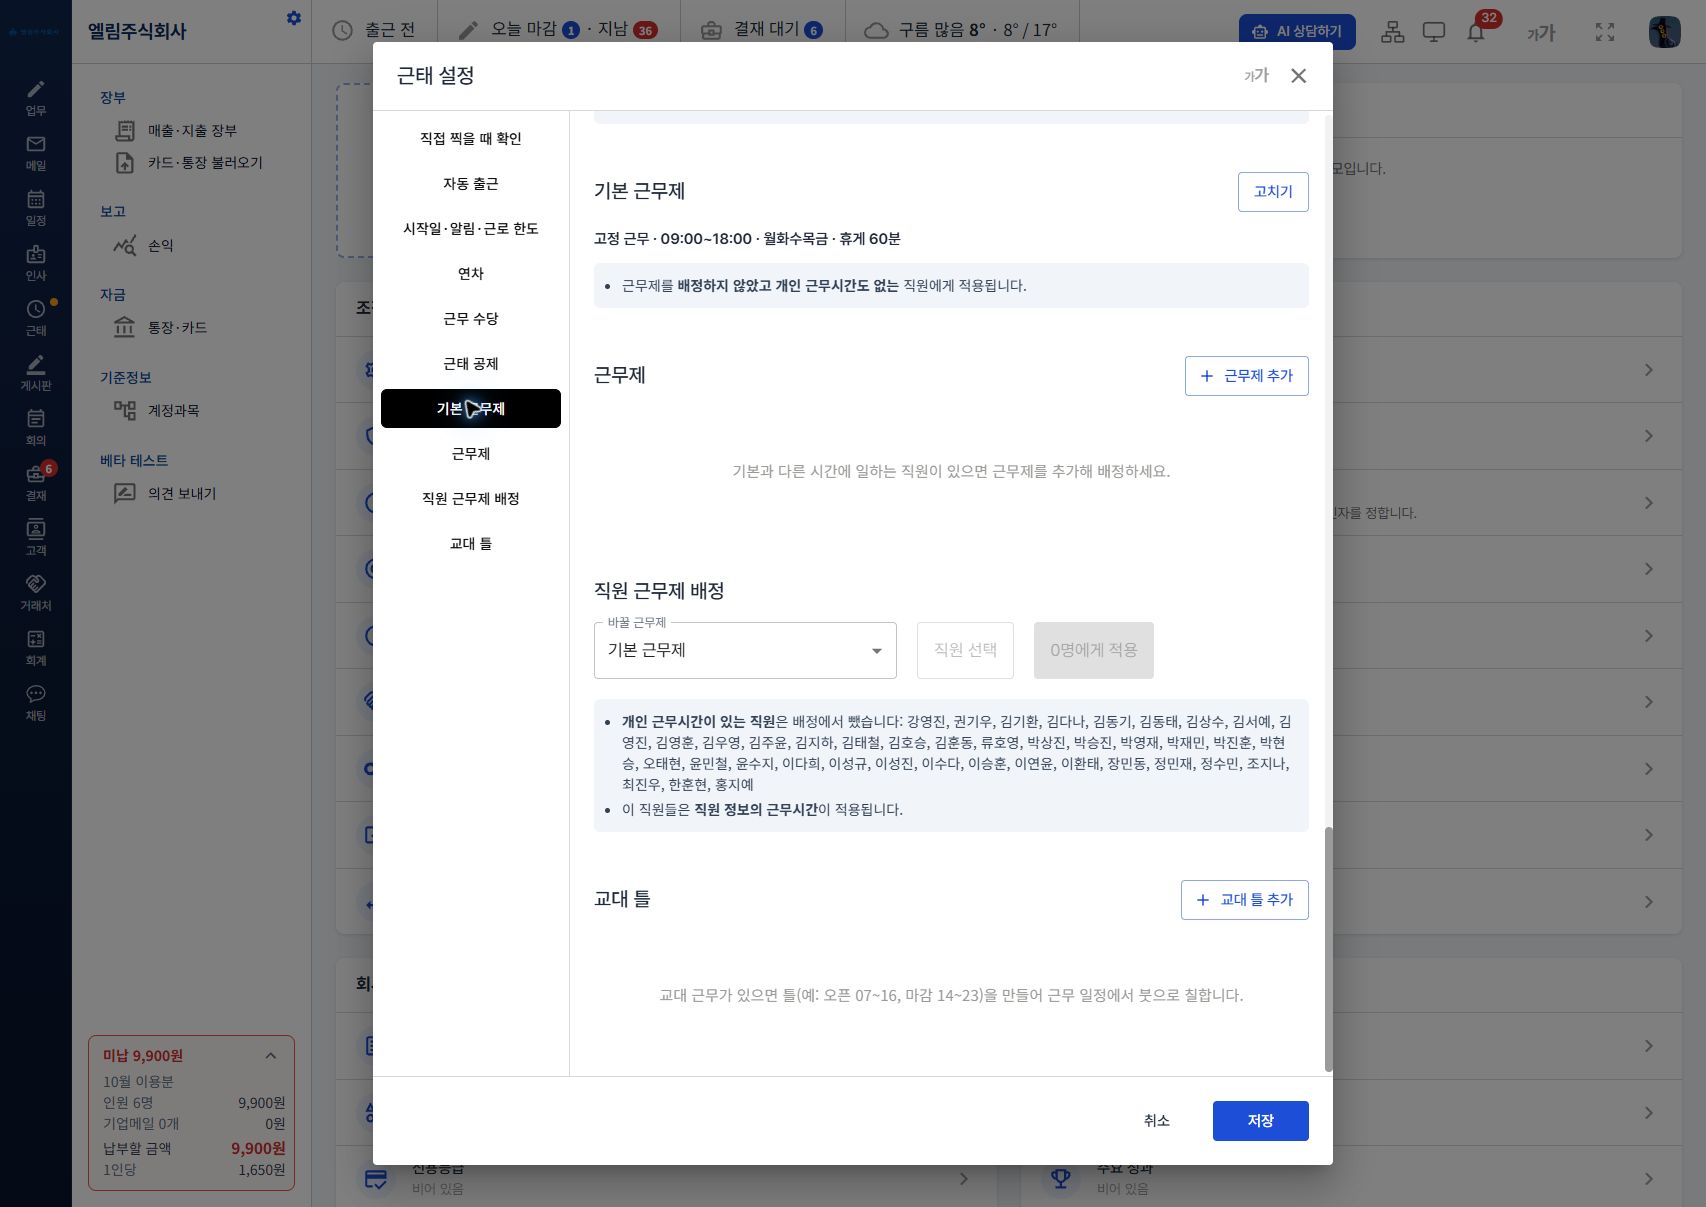 엘림주식회사
출근 전
오늘 마감 1 · 지남 36
결재 대기 6
구름 많음 8° · 8° / 17°
AI 상담하기
32
가가
업무
메일
일정
인사
근태
게시판
회의
6
결재
고객
거래처
회계
채팅
장부
매출·지출 장부
카드·통장 불러오기
보고
손익
자금
통장·카드
기준정보
계정과목
베타 테스트
의견 보내기
미납 9,900원
10월 이용분
인원 6명 9,900원
기업메일 0개 0원
납부할 금액 9,900원
1인당 1,650원
근태 설정
가가
직접 찍을 때 확인
자동 출근
시작일·알림·근로 한도
연차
근무 수당
근태 공제
기본 근무제
근무제
직원 근무제 배정
교대 틀
기본 근무제
고치기
고정 근무 · 09:00~18:00 · 월화수목금 · 휴게 60분
근무제를 배정하지 않았고 개인 근무시간도 없는 직원에게 적용됩니다.
근무제
근무제 추가
기본과 다른 시간에 일하는 직원이 있으면 근무제를 추가해 배정하세요.
직원 근무제 배정
바꿀 근무제
기본 근무제
직원 선택
0명에게 적용
개인 근무시간이 있는 직원은 배정에서 뺐습니다: 강영진, 권기우, 김기환, 김다나, 김동기, 김동태, 김상수, 김서예, 김
영진, 김영훈, 김우영, 김주윤, 김지하, 김태철, 김호승, 김훈동, 류호영, 박상진, 박승진, 박영재, 박재민, 박진훈, 박현
승, 오태현, 윤민철, 윤수지, 이다희, 이성규, 이성진, 이수다, 이승훈, 이연윤, 이환태, 장민동, 정민재, 정수민, 조지나,
최진우, 한훈현, 홍지예
이 직원들은 직원 정보의 근무시간이 적용됩니다.
교대 틀
교대 틀 추가
교대 근무가 있으면 틀(예: 오픈 07~16, 마감 14~23)을 만들어 근무 일정에서 붓으로 칠합니다.
취소
저장
모입니다.
자를 정합니다.
신용등급
비어 있음
수요 성과
비어 있음